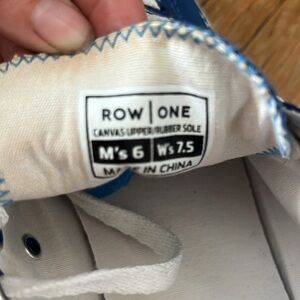 ROW | ONE
CANVAS UPPER/RUBBER SOLE
M's 6 W's 7.5
MADE IN CHINA